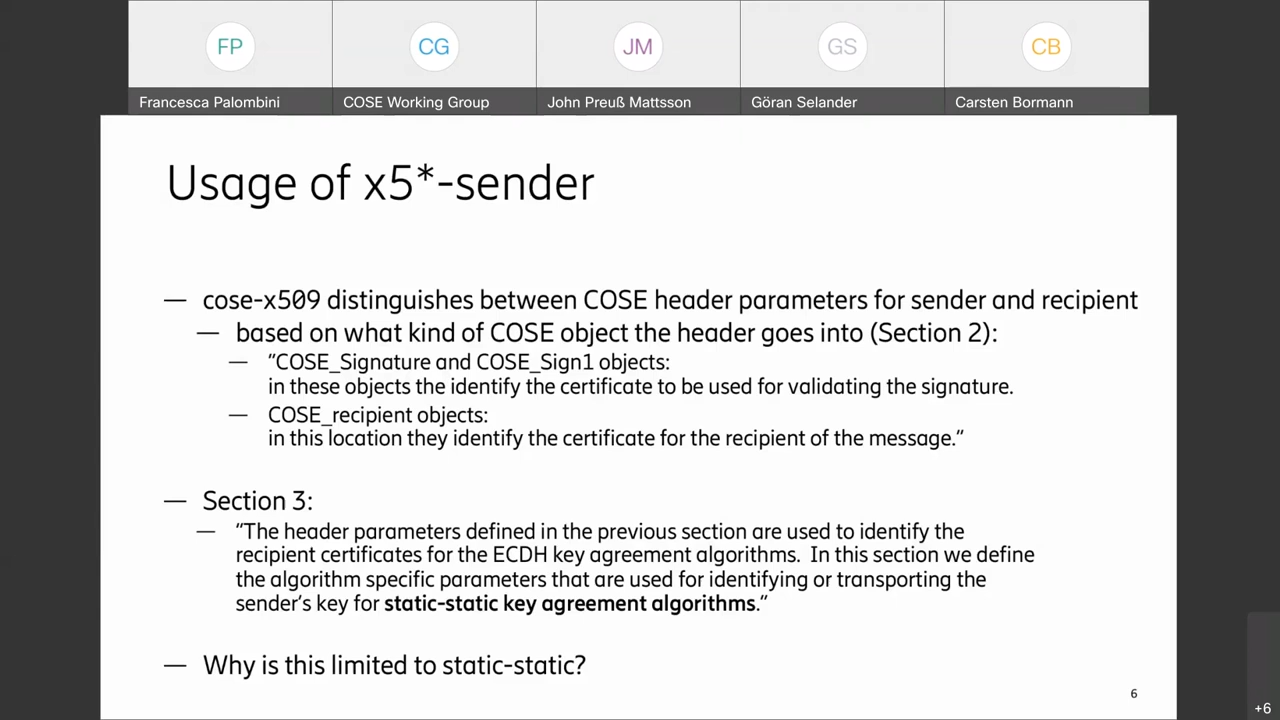 FP
CG
JM
GS
CB
Francesca Palombini
COSE Working Group
John Preuß Mattsson
Göran Selander
Carsten Bormann
Usage of x5*-sender
— cose-x509 distinguishes between COSE header parameters for sender and recipient
— based on what kind of COSE object the header goes into (Section 2):
— ”COSE_Signature and COSE_Sign1 objects:
in these objects the identify the certificate to be used for validating the signature.
— COSE_recipient objects:
in this location they identify the certificate for the recipient of the message.”
— Section 3:
— ”The header parameters defined in the previous section are used to identify the
recipient certificates for the ECDH key agreement algorithms.  In this section we define
the algorithm specific parameters that are used for identifying or transporting the
sender’s key for static-static key agreement algorithms.”
— Why is this limited to static-static?
6
+6